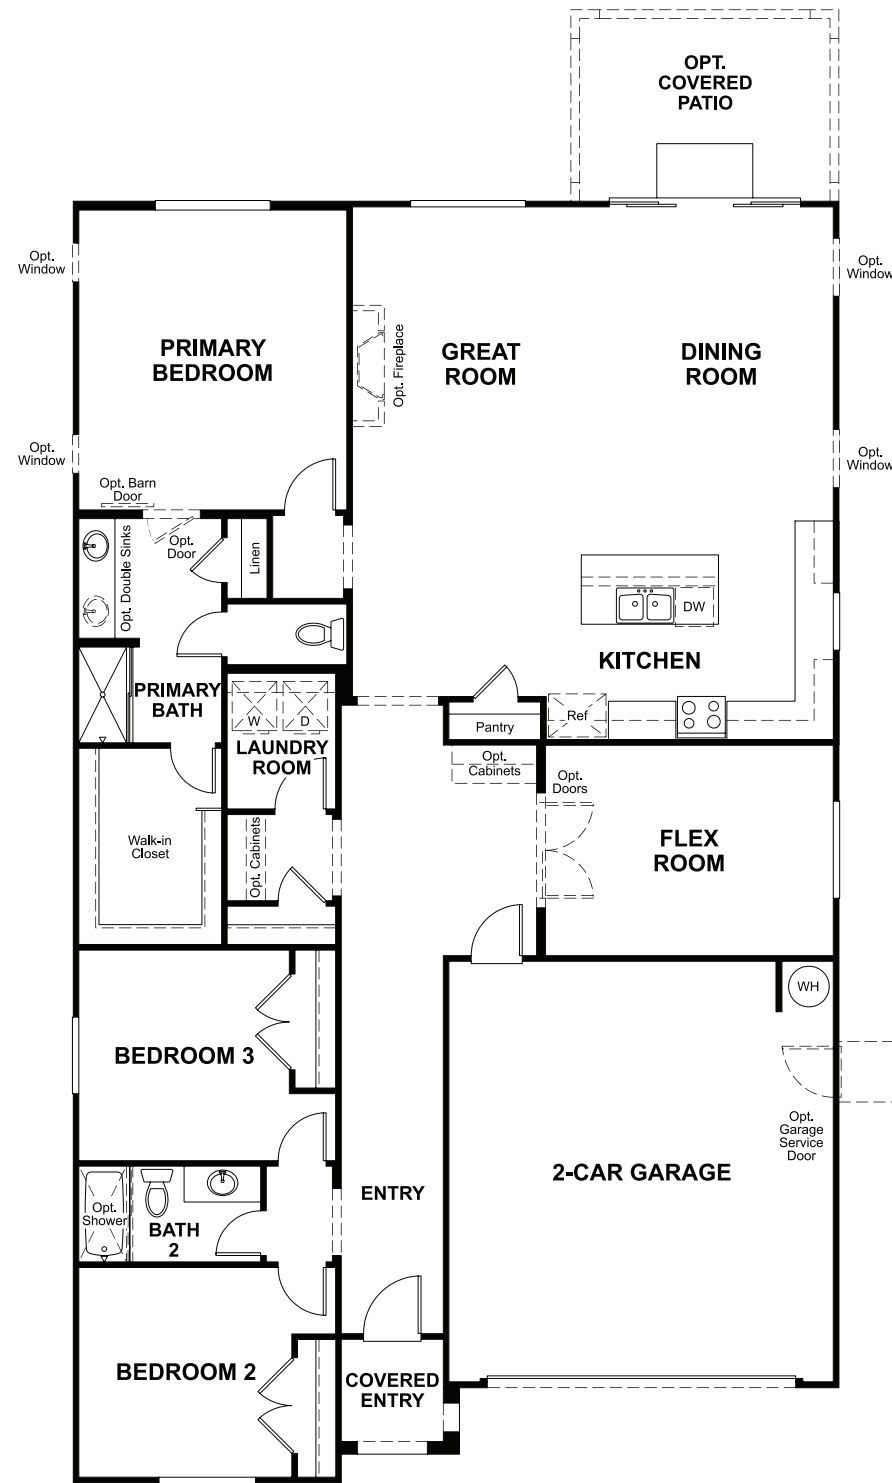 OPT.
COVERED
PATIO
Opt.
Window
Opt.
Window
PRIMARY
BEDROOM
Opt. Fireplace
GREAT
ROOM
DINING
ROOM
Opt.
Window
Opt.
Window
Opt. Barn
Door
Opt. Double Sinks
Opt.
Door
Linen
DW
KITCHEN
PRIMARY
BATH
W
D
LAUNDRY
ROOM
Pantry
Ref
Opt.
Cabinets
Opt.
Doors
Walk-in
Closet
Opt. Cabinets
FLEX
ROOM
WH
BEDROOM 3
Opt.
Garage
Service
Door
2-CAR GARAGE
ENTRY
Opt.
Shower
BATH
2
BEDROOM 2
COVERED
ENTRY